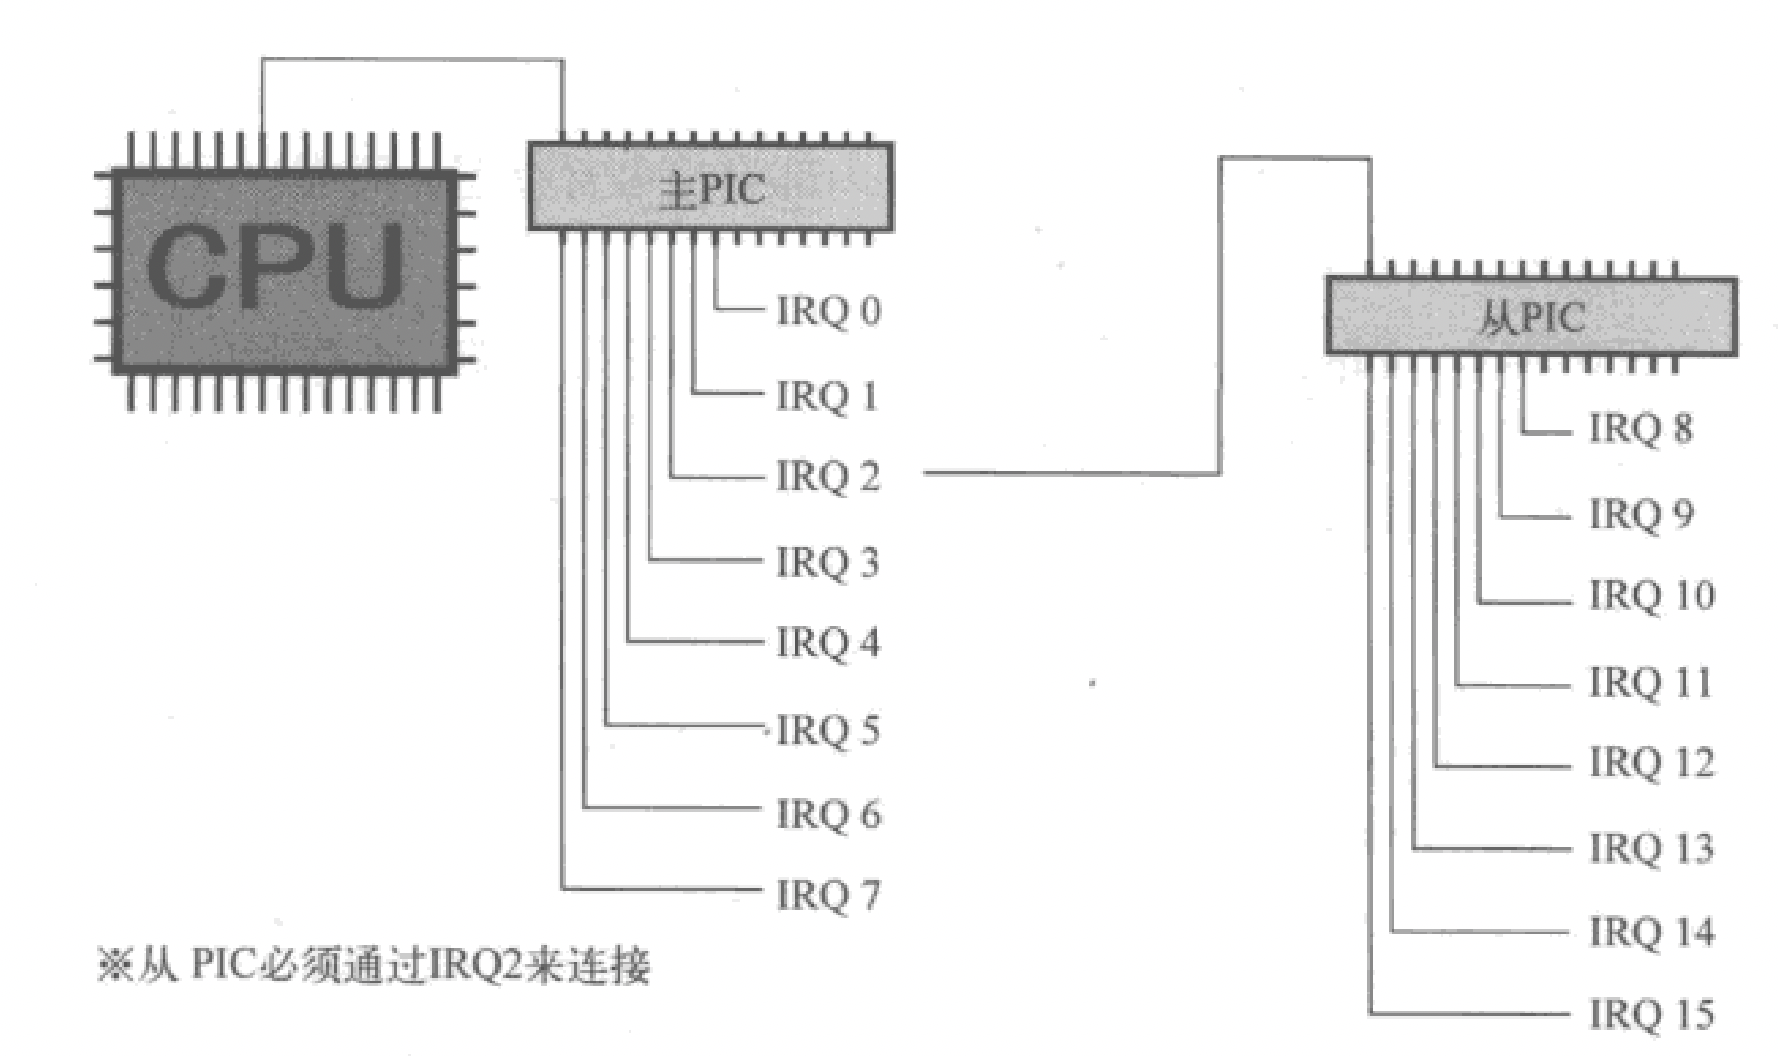 CPU
主PIC
IRQ 0
IRQ 1
IRQ 2
IRQ 3
IRQ 4
IRQ 5
IRQ 6
IRQ 7
从PIC
IRQ 8
IRQ 9
IRQ 10
IRQ 11
IRQ 12
IRQ 13
IRQ 14
IRQ 15
※从 PIC必须通过IRQ2来连接